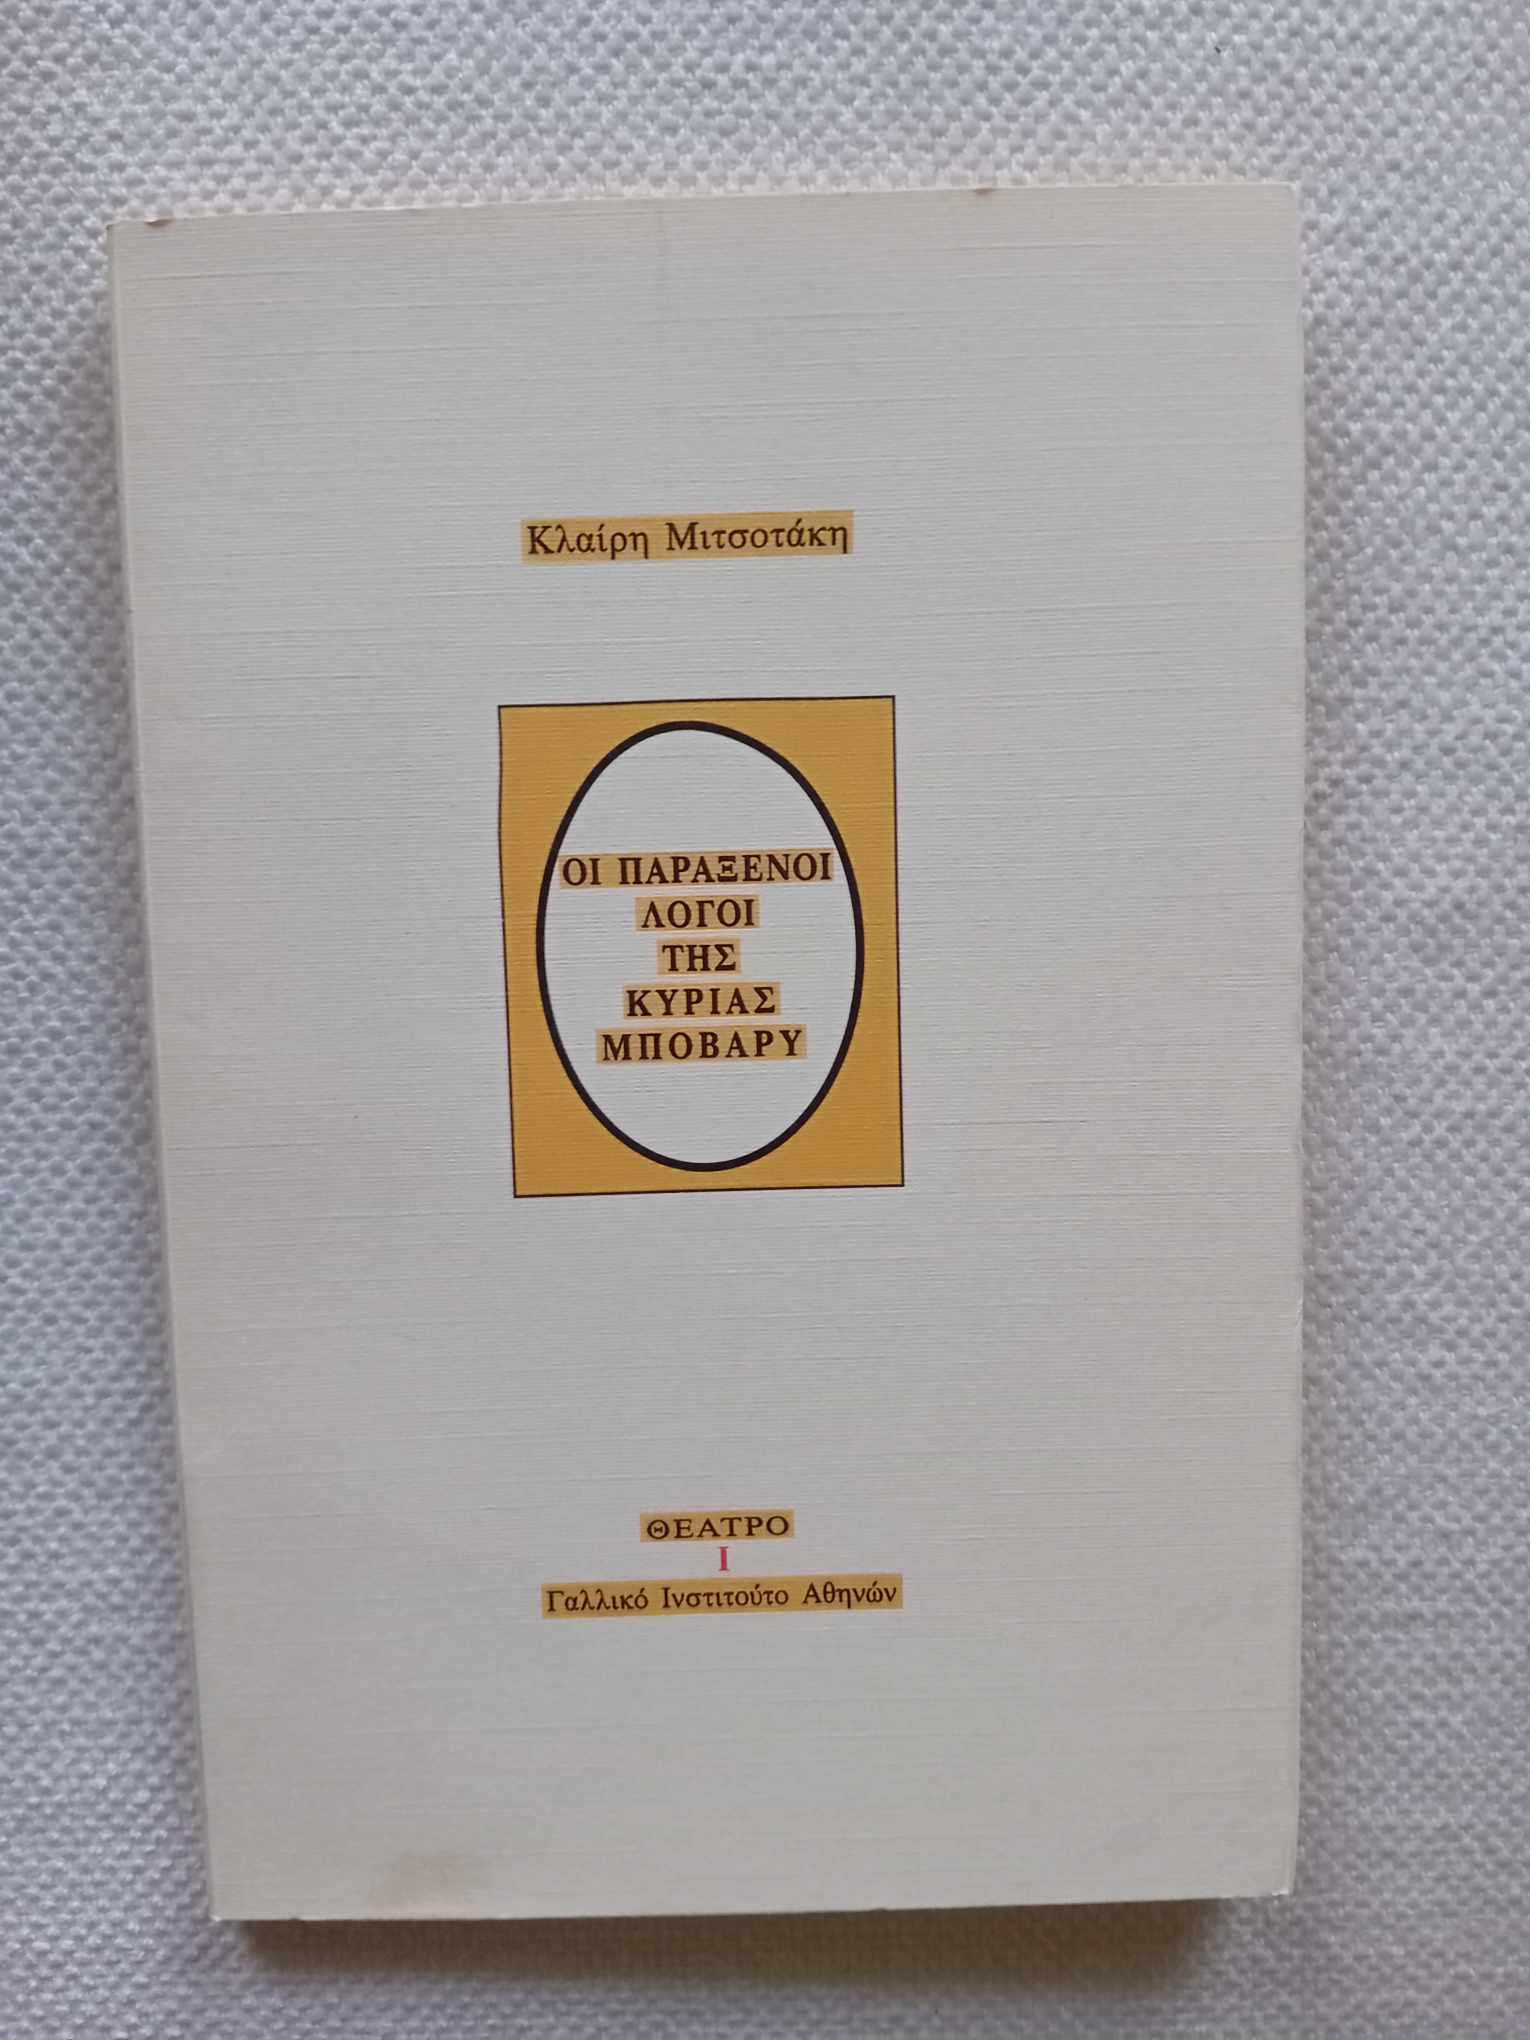 Κλαίρη Μιτσοτάκη
ΟΙ ΠΑΡΑΞΕΝΟΙ
ΛΟΓΟΙ
ΤΗΣ
ΚΥΡΙΑΣ
ΜΠΟΒΑΡΥ
ΘΕΑΤΡΟ
Ι
Γαλλικό Ινστιτούτο Αθηνών